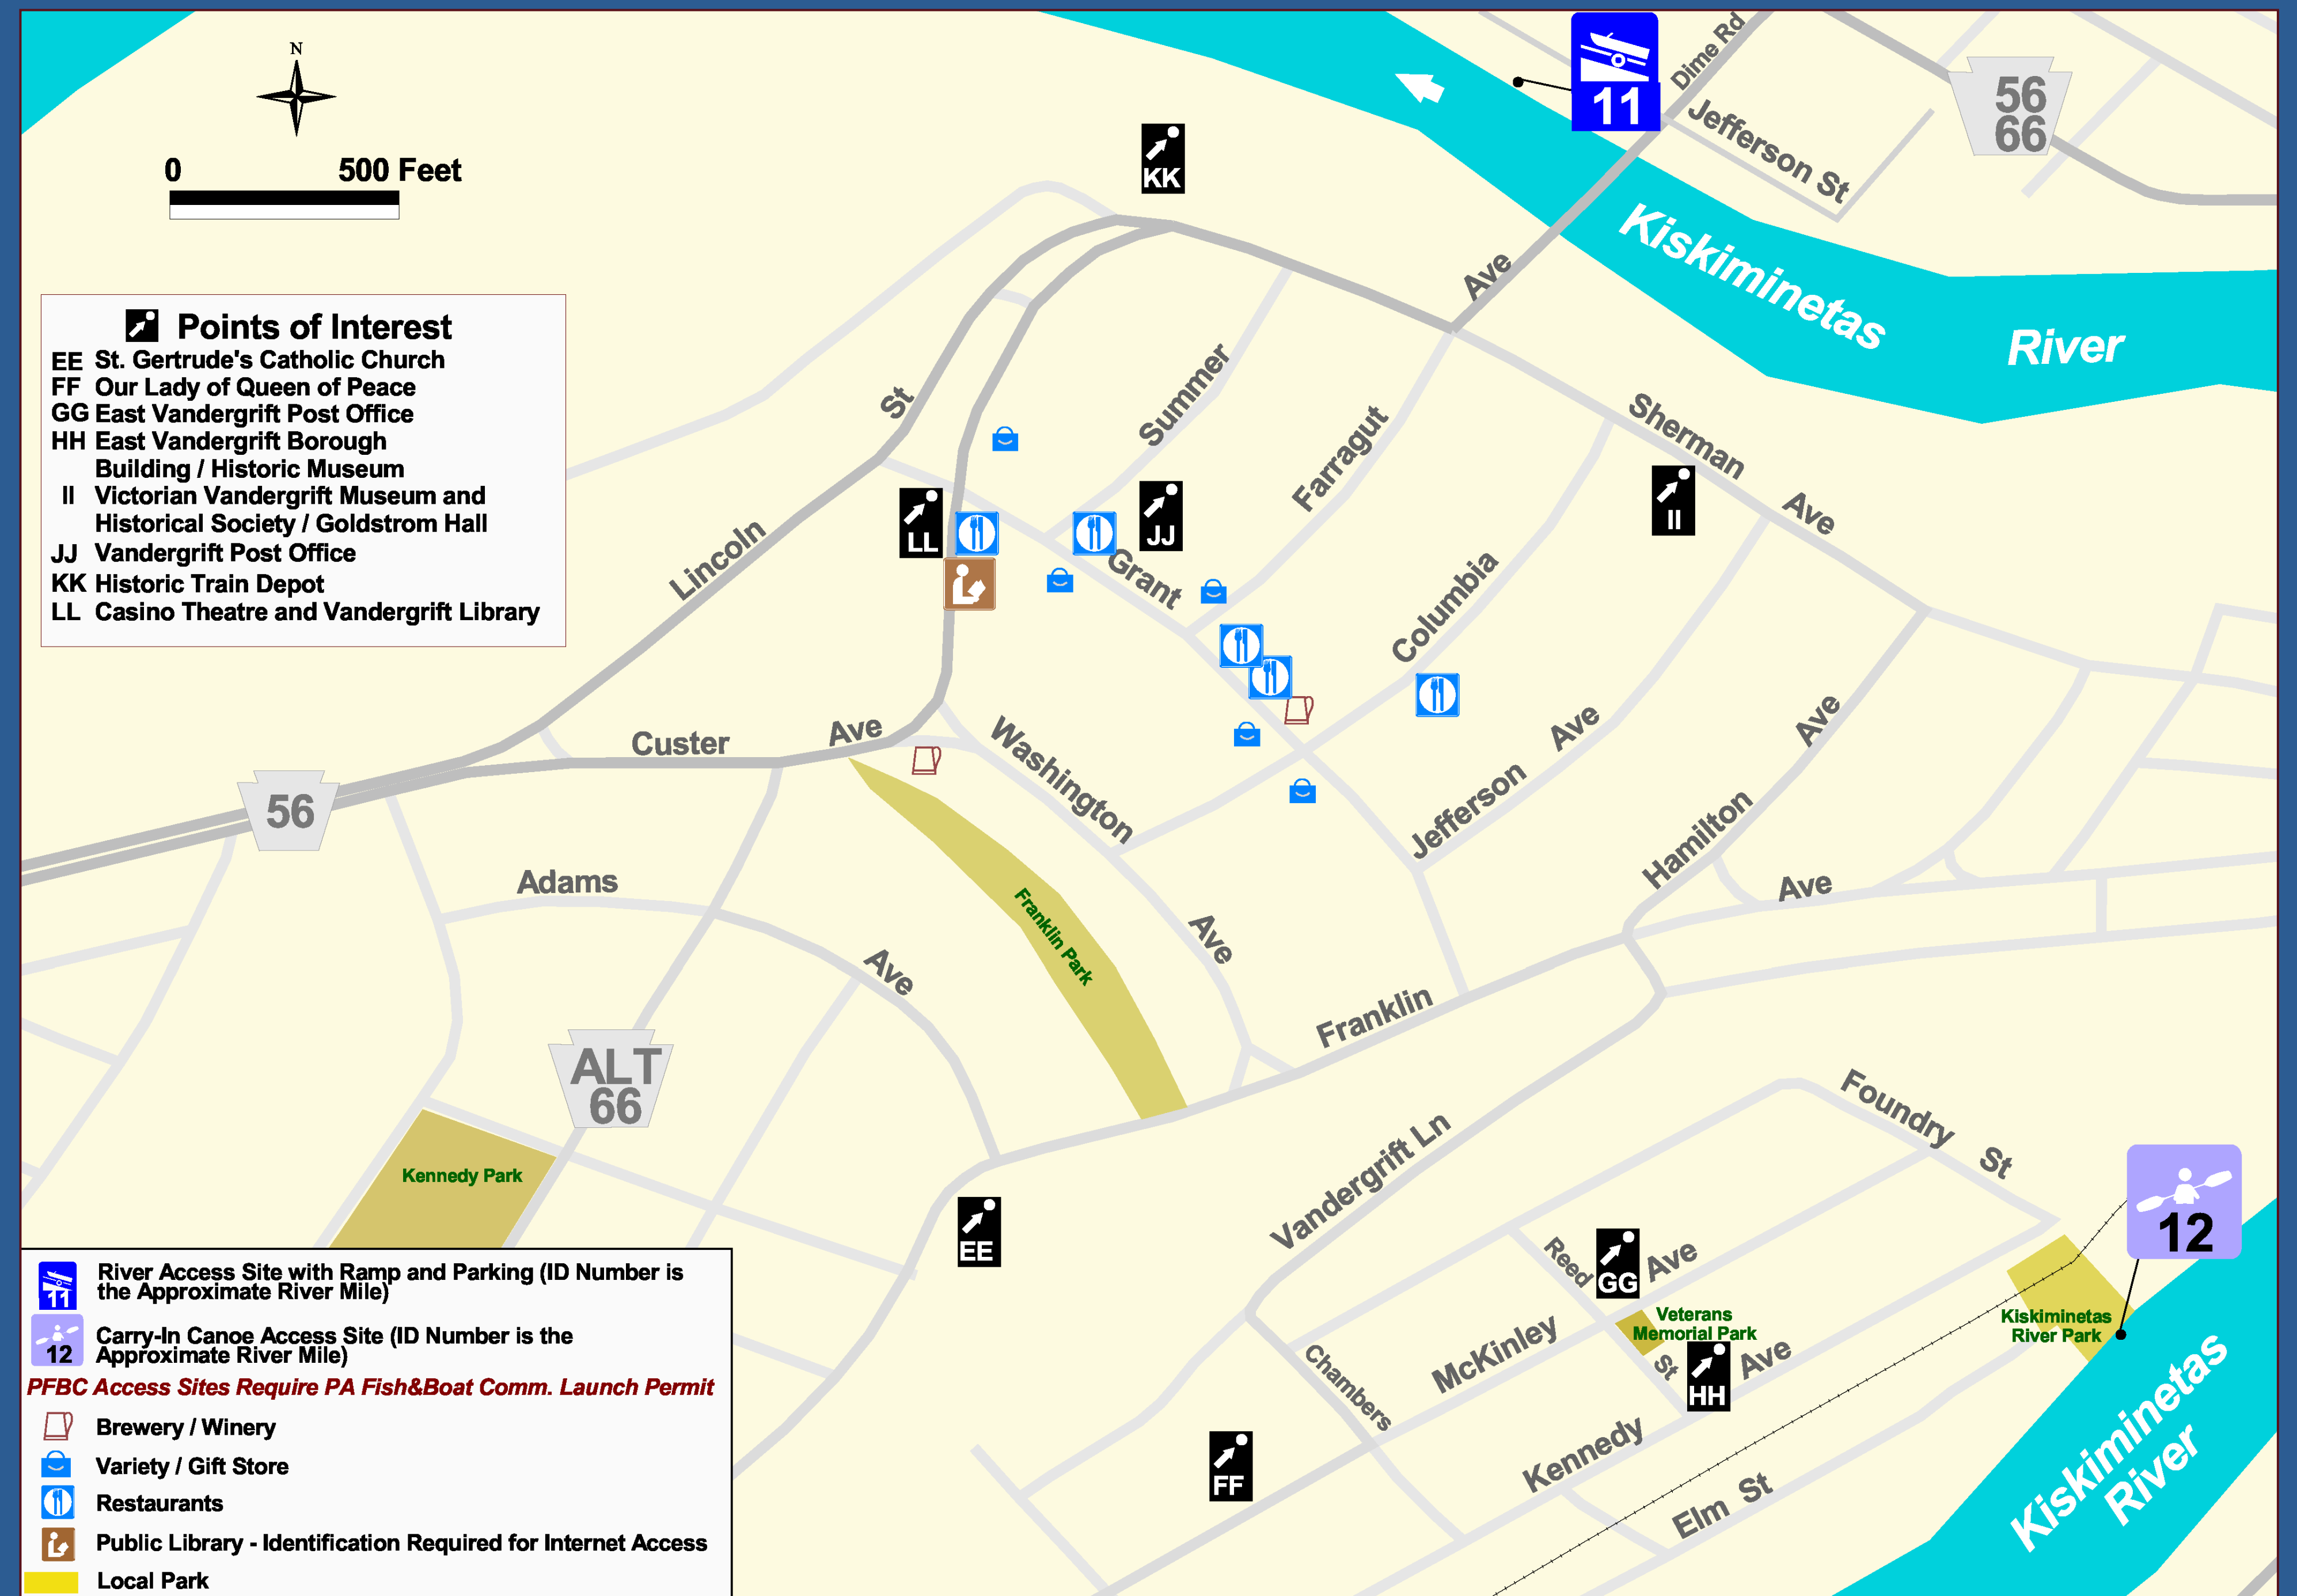 N
0 500 Feet
11
Dime Rd
Jefferson St
56
66
KK
Kiskiminetas
River
Ave
Points of Interest
EE St. Gertrude's Catholic Church
FF Our Lady of Queen of Peace
GG East Vandergrift Post Office
HH East Vandergrift Borough
Building / Historic Museum
II Victorian Vandergrift Museum and
Historical Society / Goldstrom Hall
JJ Vandergrift Post Office
KK Historic Train Depot
LL Casino Theatre and Vandergrift Library
St
Lincoln
Summer
Farragut
Sherman
Ave
LL
JJ
II
Grant
Columbia
Custer
Ave
Washington
Ave
Jefferson
Ave
Hamilton
Ave
56
Adams
Ave
Franklin Park
Franklin
Ave
ALT
66
Kennedy Park
EE
Vandergrift Ln
Foundry
St
12
Reed
St
GG
McKinley
Ave
Veterans
Memorial Park
Kiskiminetas
River Park
HH
Chambers
Kennedy
Ave
FF
Elm St
Kiskiminetas
River
11
River Access Site with Ramp and Parking (ID Number is
the Approximate River Mile)
12
Carry-In Canoe Access Site (ID Number is the
Approximate River Mile)
PFBC Access Sites Require PA Fish&Boat Comm. Launch Permit
Brewery / Winery
Variety / Gift Store
Restaurants
Public Library - Identification Required for Internet Access
Local Park